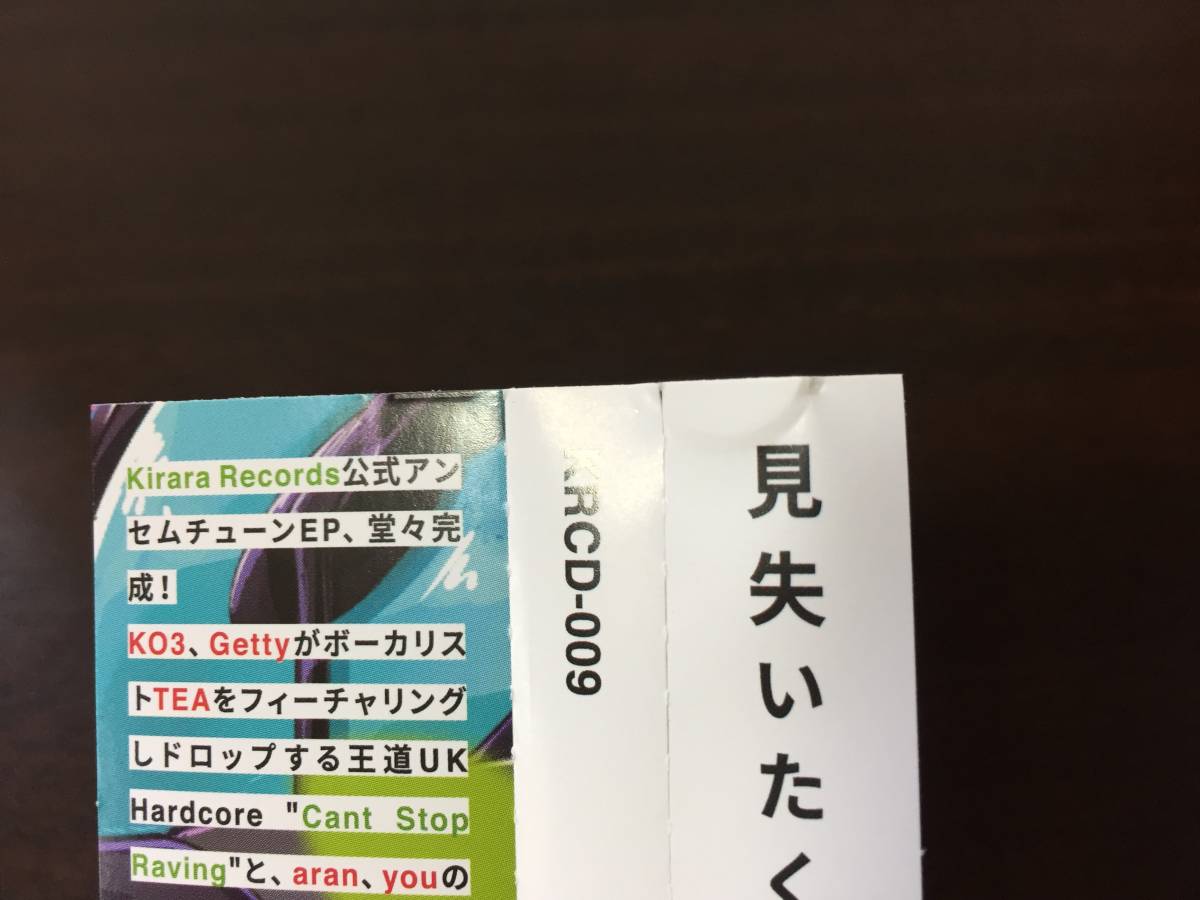 Kirara Records公式アン
セムチューンEP、堂々完
成！
KO3、Gettyがボーカリス
トTEAをフィーチャリング
しドロップする王道UK
Hardcore "Cant Stop
Raving"と、aran、youの
KRCD-009
見失いたく